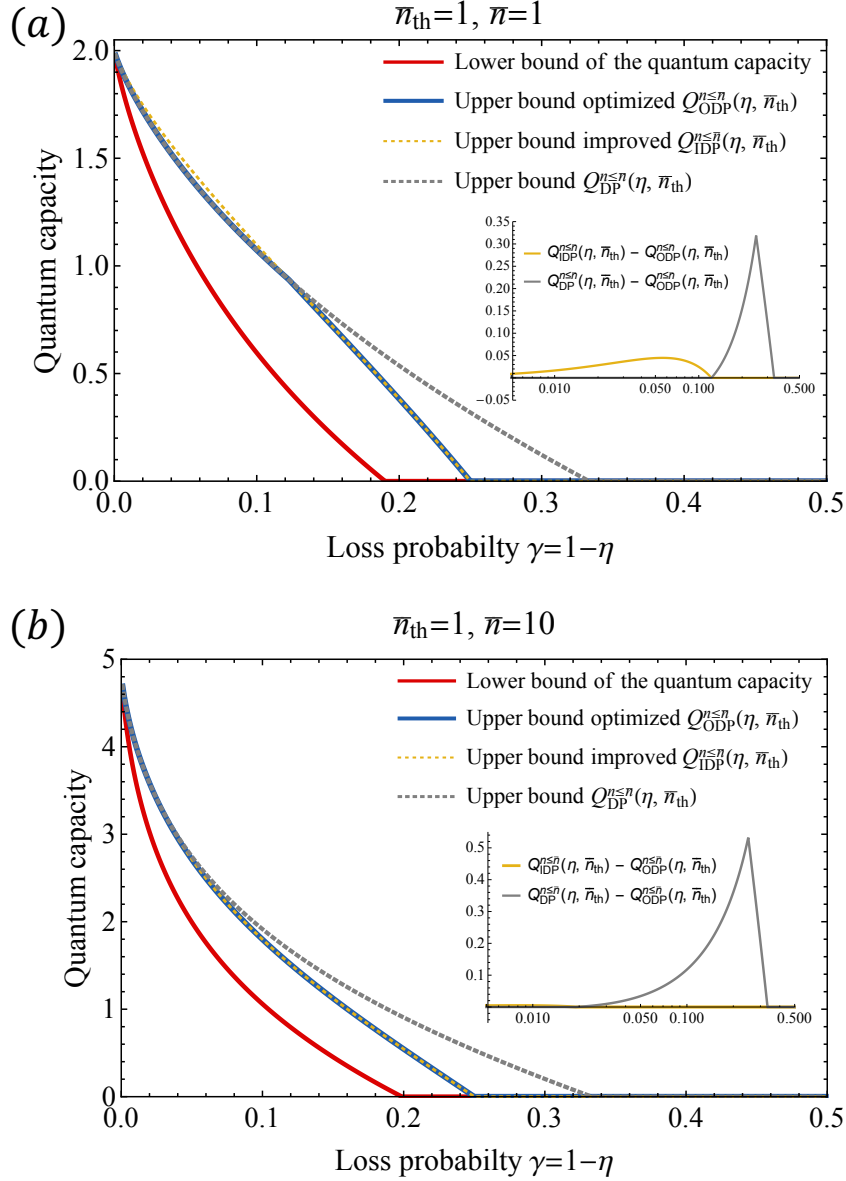 (a)
n̅th=1, n̅=1
Quantum capacity
2.0
1.5
1.0
0.5
0.0
Lower bound of the quantum capacity
Upper bound optimized Q^{n≤n̅}_{ODP}(η, n̅th)
Upper bound improved Q^{n≤n̅}_{IDP}(η, n̅th)
Upper bound Q^{n≤n̅}_{DP}(η, n̅th)
0.35
0.30
0.25
0.20
0.15
0.10
0.05
−0.05
Q^{n≤n̅}_{IDP}(η, n̅th) − Q^{n≤n̅}_{ODP}(η, n̅th)
Q^{n≤n̅}_{DP}(η, n̅th) − Q^{n≤n̅}_{ODP}(η, n̅th)
0.010 0.050 0.100 0.500
0.0 0.1 0.2 0.3 0.4 0.5
Loss probabilty γ=1−η
(b)
n̅th=1, n̅=10
Quantum capacity
5
4
3
2
1
0
Lower bound of the quantum capacity
Upper bound optimized Q^{n≤n̅}_{ODP}(η, n̅th)
Upper bound improved Q^{n≤n̅}_{IDP}(η, n̅th)
Upper bound Q^{n≤n̅}_{DP}(η, n̅th)
0.5
0.4
0.3
0.2
0.1
Q^{n≤n̅}_{IDP}(η, n̅th) − Q^{n≤n̅}_{ODP}(η, n̅th)
Q^{n≤n̅}_{DP}(η, n̅th) − Q^{n≤n̅}_{ODP}(η, n̅th)
0.010 0.050 0.100 0.500
0.0 0.1 0.2 0.3 0.4 0.5
Loss probabilty γ=1−η